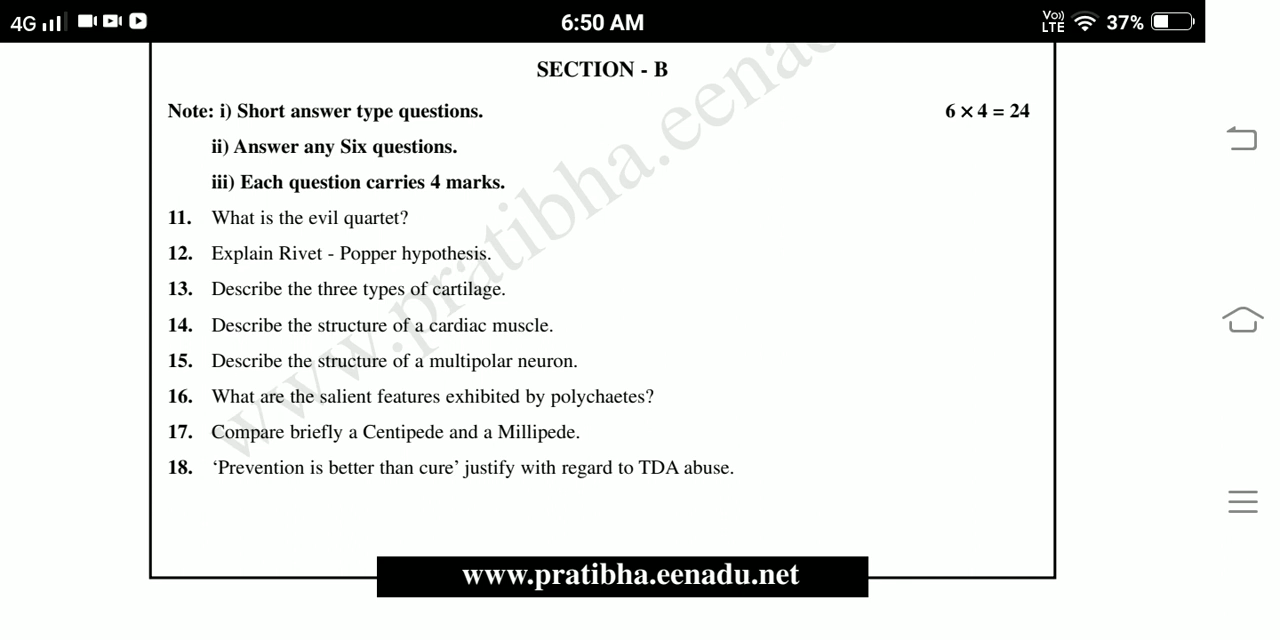 4G 6:50 AM Vo) LTE 37%
SECTION - B
Note: i) Short answer type questions. 6 × 4 = 24
ii) Answer any Six questions.
iii) Each question carries 4 marks.
11. What is the evil quartet?
12. Explain Rivet - Popper hypothesis.
13. Describe the three types of cartilage.
14. Describe the structure of a cardiac muscle.
15. Describe the structure of a multipolar neuron.
16. What are the salient features exhibited by polychaetes?
17. Compare briefly a Centipede and a Millipede.
18. ‘Prevention is better than cure’ justify with regard to TDA abuse.
www.pratibha.eenadu.net
www.pratibha.eena